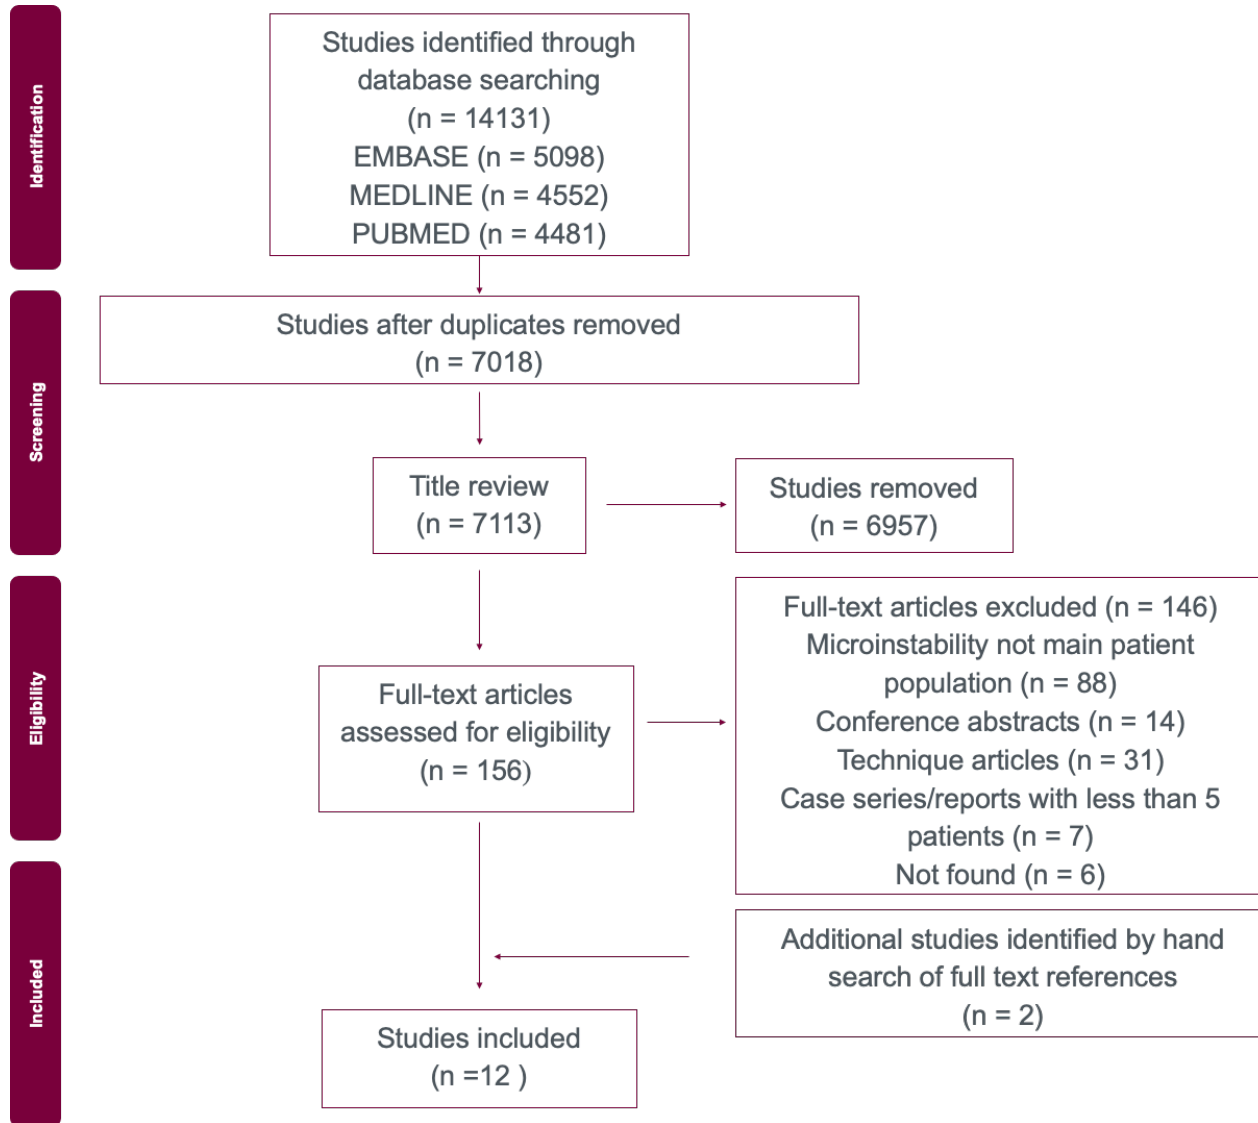 Identification
Studies identified through
database searching
(n = 14131)
EMBASE (n = 5098)
MEDLINE (n = 4552)
PUBMED (n = 4481)
Screening
Studies after duplicates removed
(n = 7018)
Title review
(n = 7113)
Studies removed
(n = 6957)
Eligibility
Full-text articles
assessed for eligibility
(n = 156)
Full-text articles excluded (n = 146)
Microinstability not main patient
population (n = 88)
Conference abstracts (n = 14)
Technique articles (n = 31)
Case series/reports with less than 5
patients (n = 7)
Not found (n = 6)
Included
Additional studies identified by hand
search of full text references
(n = 2)
Studies included
(n =12 )